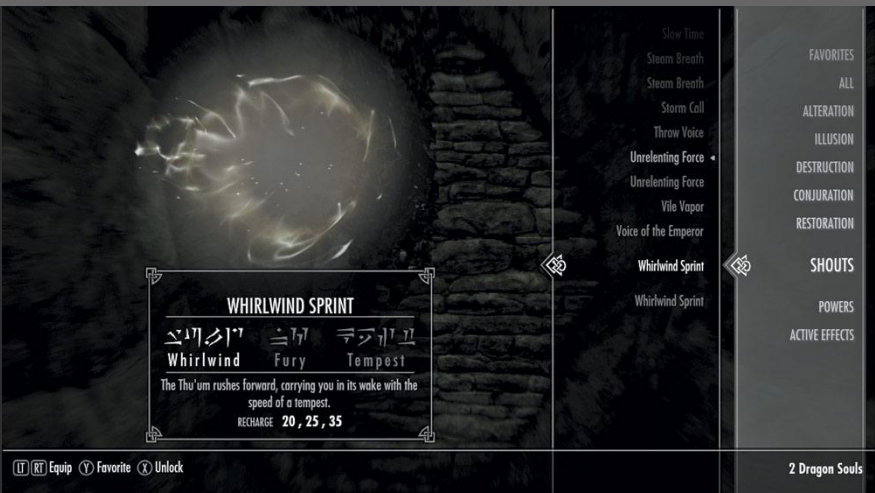 Slow Time
Steam Breath
Steam Breath
Storm Call
Throw Voice
Unrelenting Force
Unrelenting Force
Vile Vapor
Voice of the Emperor
Whirlwind Sprint
Whirlwind Sprint
FAVORITES
ALL
ALTERATION
ILLUSION
DESTRUCTION
CONJURATION
RESTORATION
SHOUTS
POWERS
ACTIVE EFFECTS
WHIRLWIND SPRINT
Whirlwind Fury Tempest
The Thu'um rushes forward, carrying you in its wake with the
speed of a tempest.
RECHARGE 20 , 25 , 35
LT RT Equip Y Favorite X Unlock
2 Dragon Souls